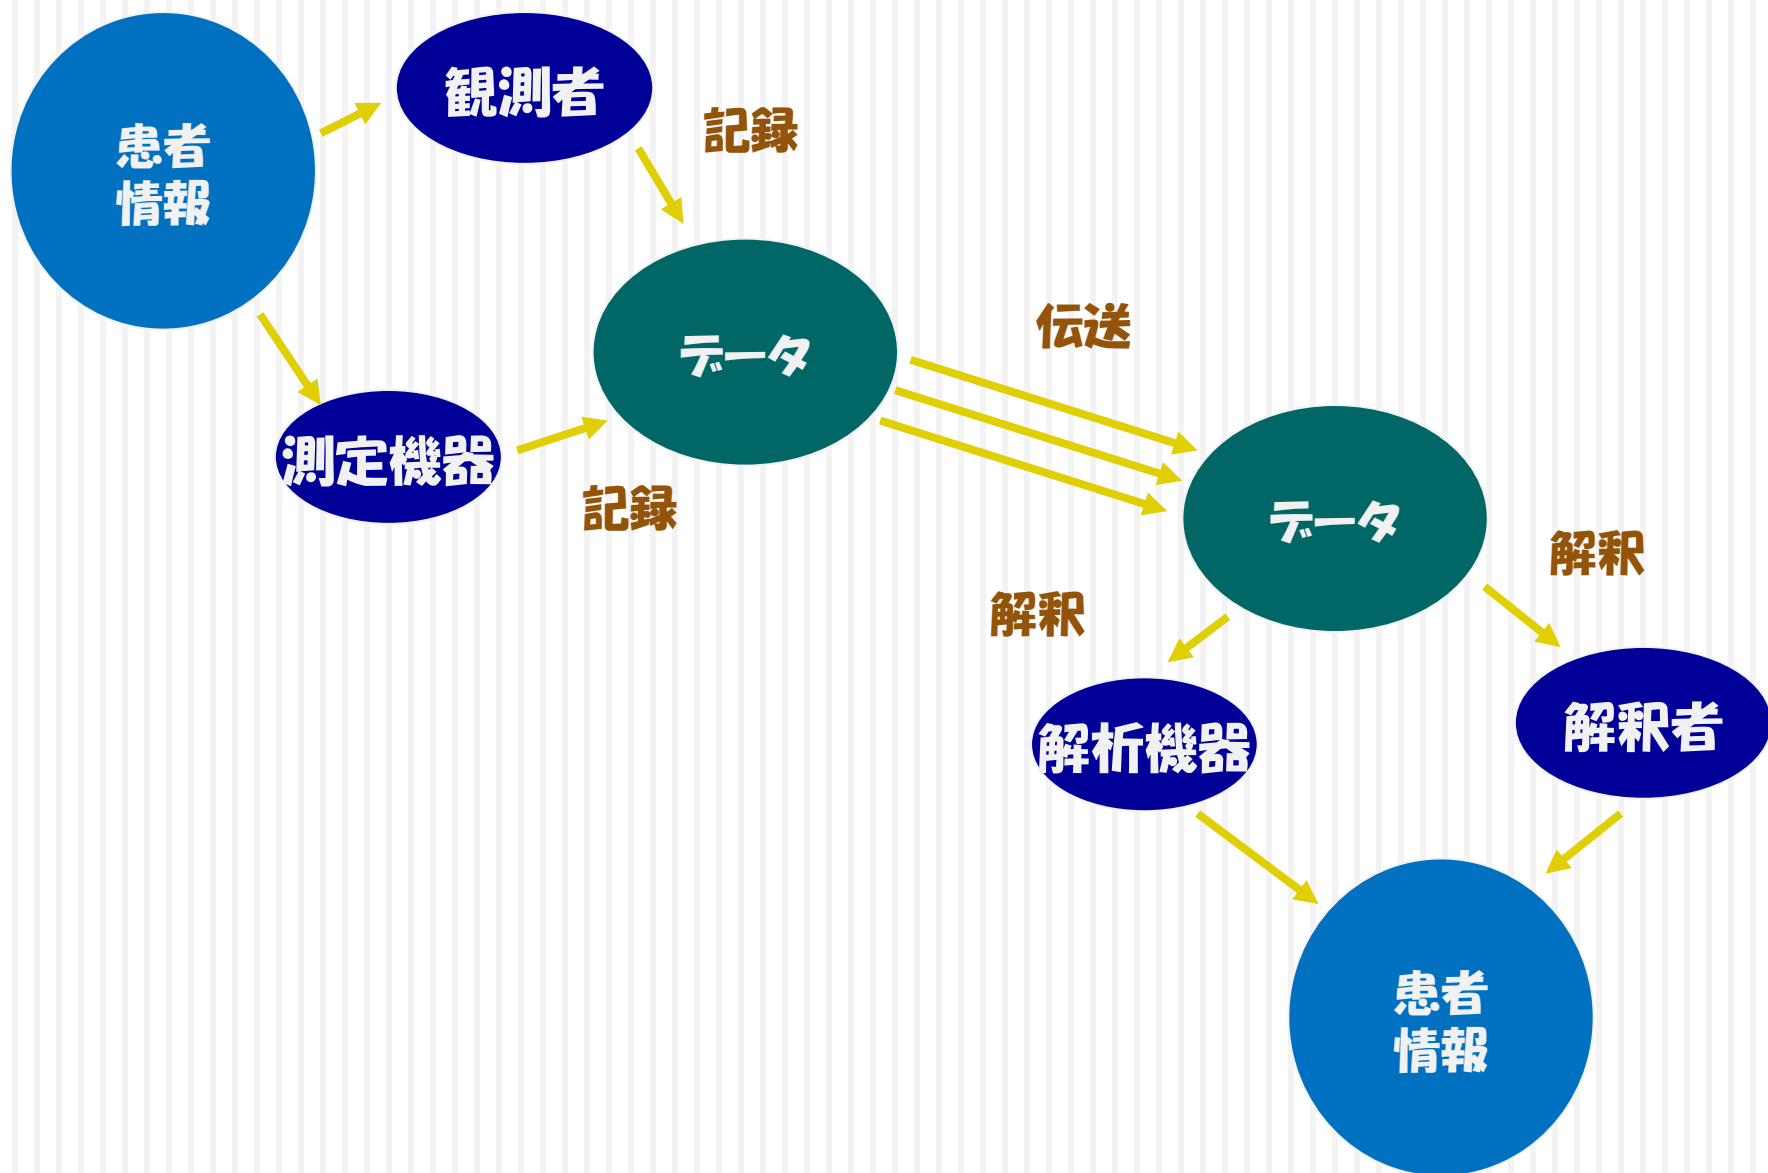 患者
情報
観測者
記録
測定機器
記録
データ
伝送
データ
解釈
解釈
解析機器
解釈者
患者
情報